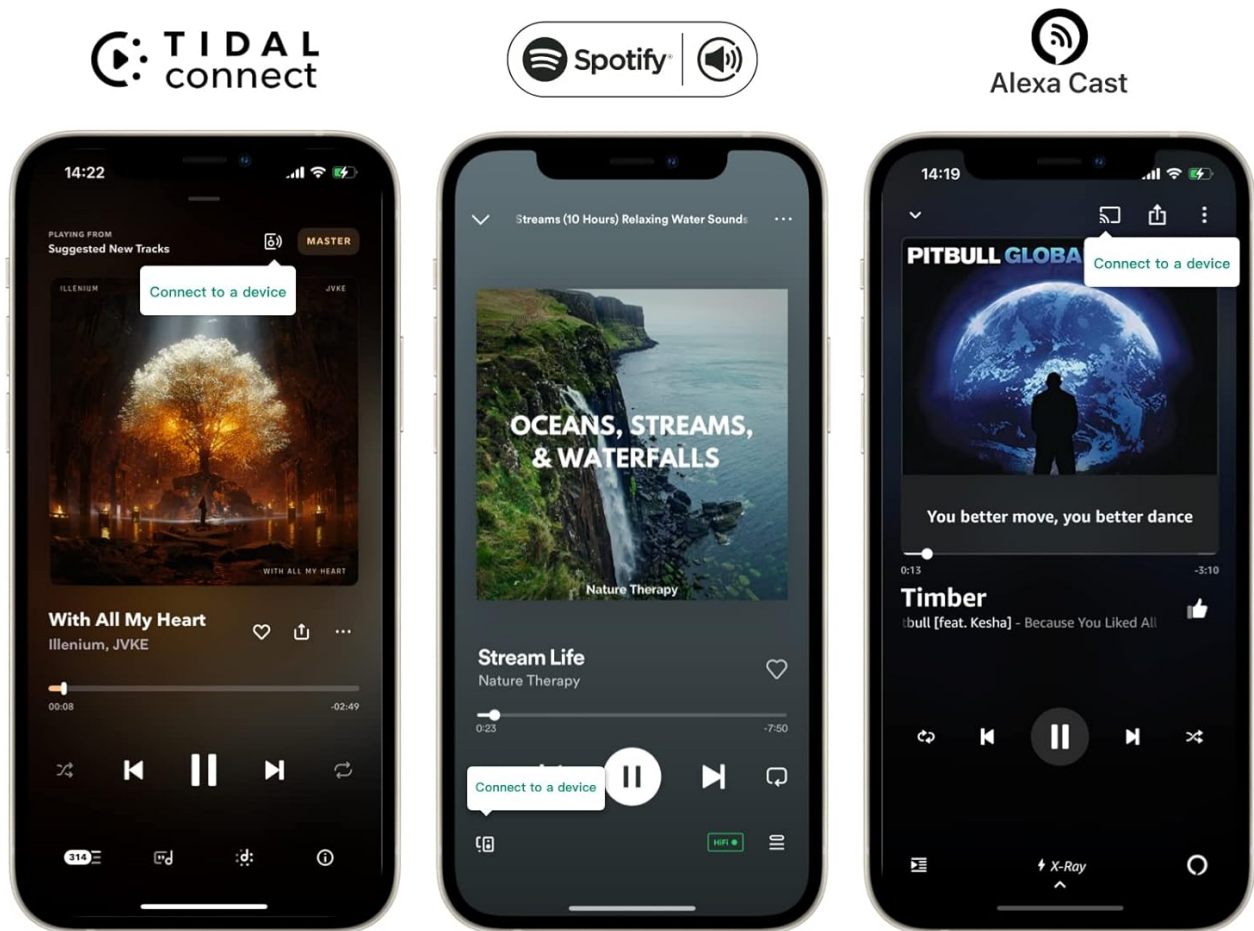 TIDAL
connect
Spotify
Alexa Cast
14:22
PLAYING FROM
Suggested New Tracks
MASTER
Connect to a device
ILLENIUM
JVKE
WITH ALL MY HEART
With All My Heart
Illenium, JVKE
00:08
-02:49
314
Streams (10 Hours) Relaxing Water Sounds
OCEANS, STREAMS,
& WATERFALLS
Nature Therapy
Stream Life
Nature Therapy
0:23
-7:50
Connect to a device
HiFi
14:19
Connect to a device
PITBULL GLOBA
You better move, you better dance
0:13
-3:10
Timber
tbull [feat. Kesha] - Because You Liked All
X-Ray